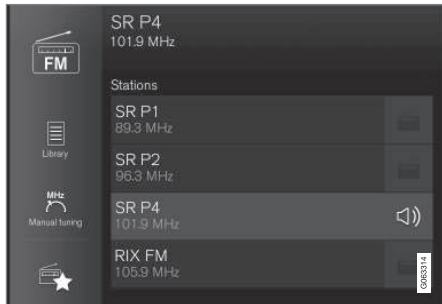 SR P4
101.9 MHz
FM
Stations
SR P1
89.3 MHz
Library
SR P2
96.3 MHz
MHz
Manual tuning
SR P4
101.9 MHz
RIX FM
105.9 MHz
G063314